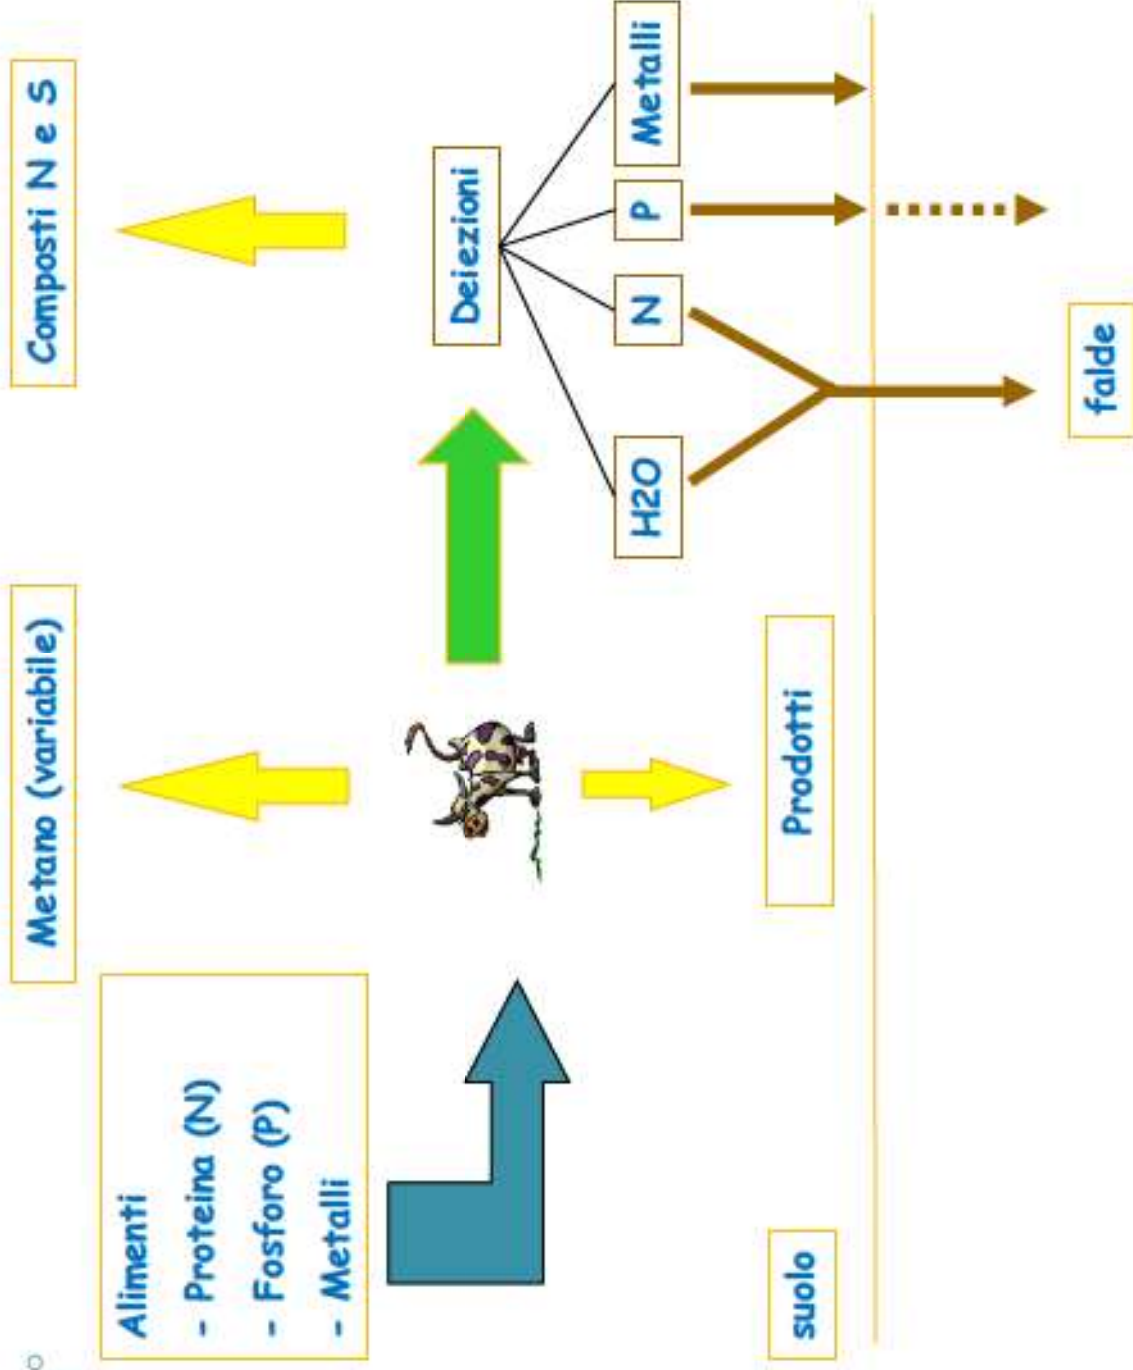 Metano (variabile)
Composti N e S
Alimenti
- Proteina (N)
- Fosforo (P)
- Metalli
Deiezioni
H2O
N
P
Metalli
Prodotti
suolo
falde